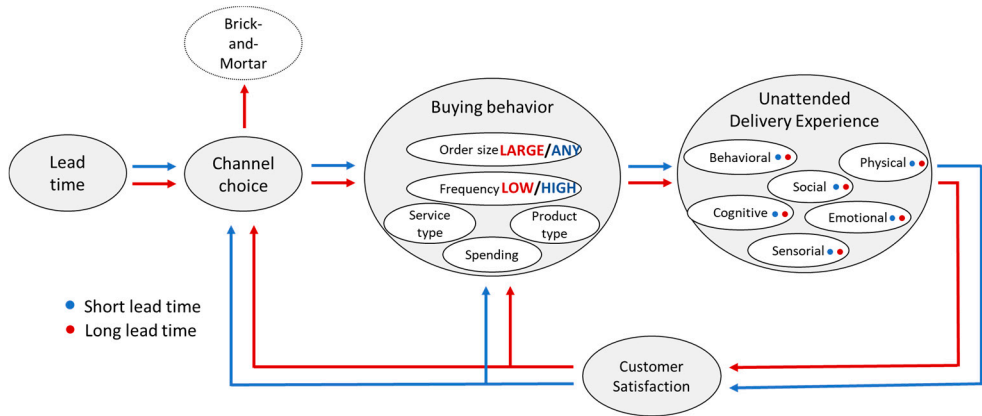 Brick-
and-
Mortar
Lead
time
Channel
choice
Buying behavior
Order size LARGE/ANY
Frequency LOW/HIGH
Service
type
Product
type
Spending
Unattended
Delivery Experience
Behavioral
Physical
Social
Cognitive
Emotional
Sensorial
Short lead time
Long lead time
Customer
Satisfaction